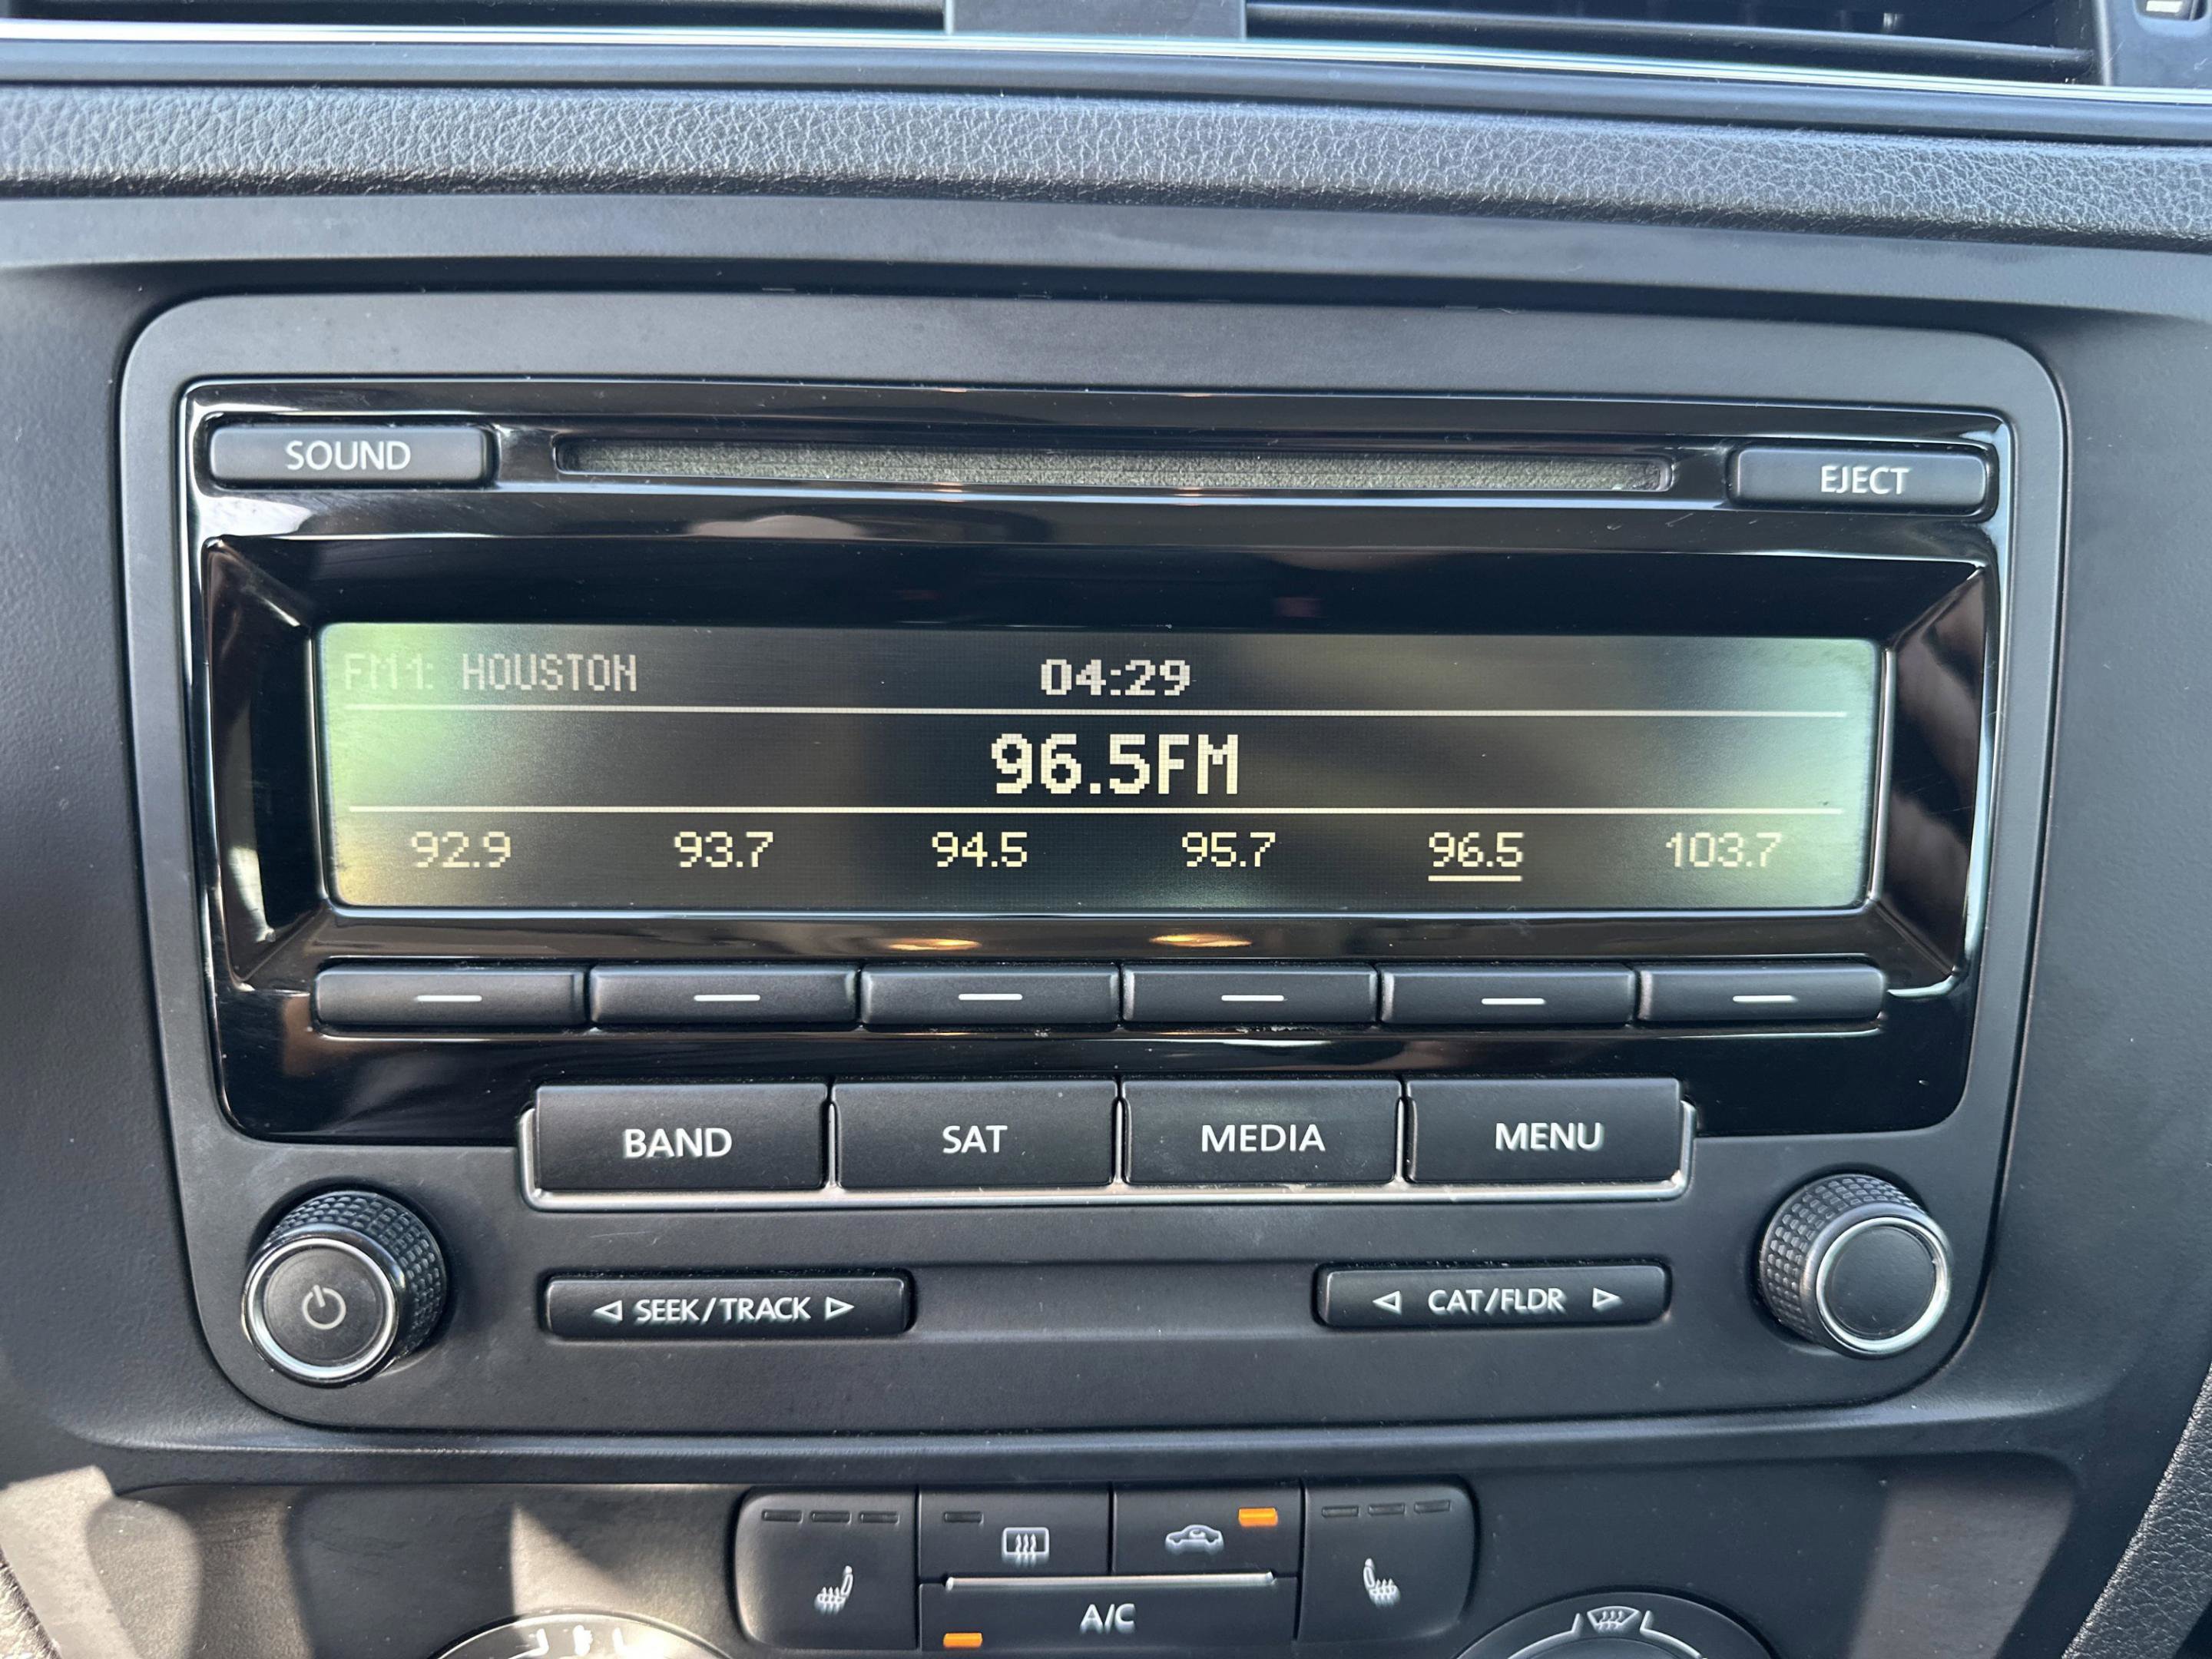 SOUND
EJECT
FM1: HOUSTON 04:29
96.5FM
92.9 93.7 94.5 95.7 96.5 103.7
BAND SAT MEDIA MENU
SEEK/TRACK CAT/FLDR
A/C